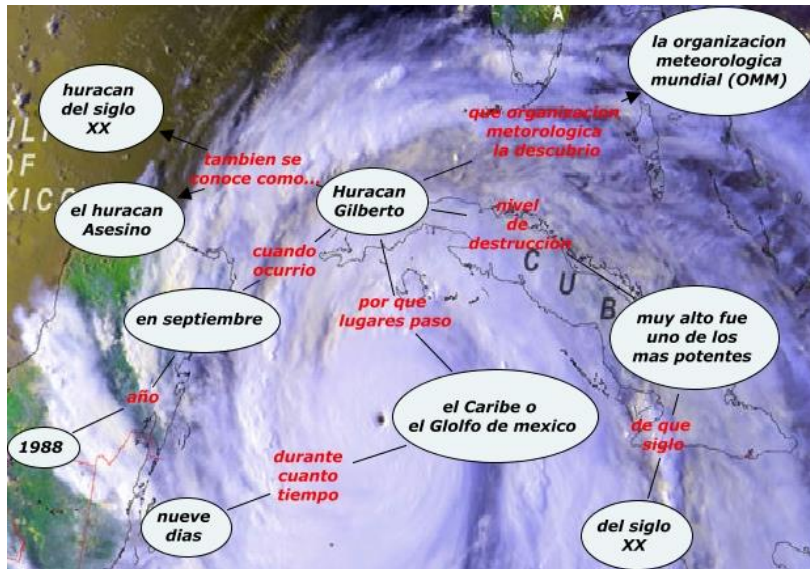 A
ULF
OF
XICO
la organizacion
meteorologica
mundial (OMM)
huracan
del siglo
XX
que organizacion
metorologica
la descubrio
tambien se
conoce como...
Huracan
Gilberto
el huracan
Asesino
nivel
de
destrucción
cuando
ocurrio
C
U
B
en septiembre
por que
lugares paso
muy alto fue
uno de los
mas potentes
año
1988
el Caribe o
el Glolfo de mexico
de que
siglo
durante
cuanto
tiempo
nueve
dias
del siglo
XX